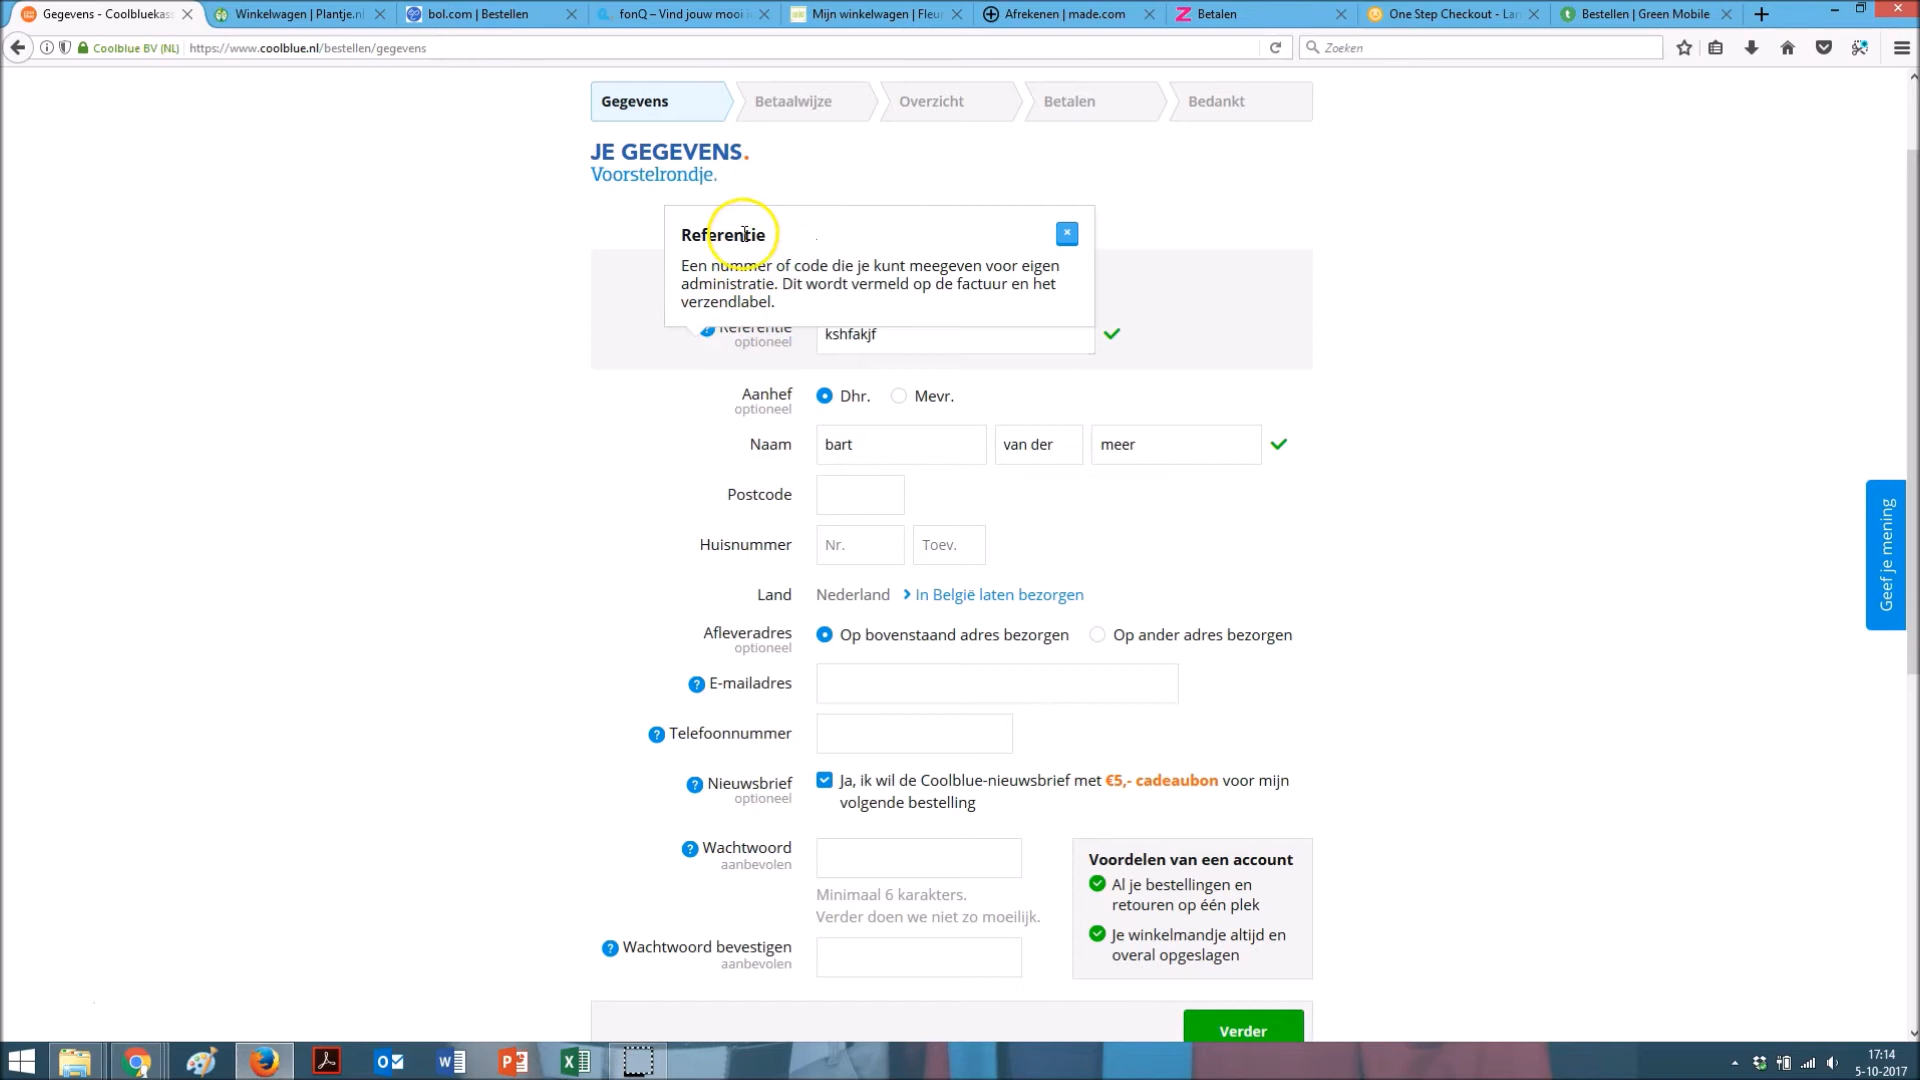 Gegevens - Coolbluekas
Winkelwagen | Plantje.nl
bol.com | Bestellen
fonQ – Vind jouw mooi
Mijn winkelwagen | Fleu
Afrekenen | made.com
Betalen
One Step Checkout - Lan
Bestellen | Green Mobile
Coolblue BV (NL)
https://www.coolblue.nl/bestellen/gegevens
Zoeken
Gegevens
Betaalwijze
Overzicht
Betalen
Bedankt
JE GEGEVENS.
Voorstelrondje.
Referentie
×
Een nummer of code die je kunt meegeven voor eigen
administratie. Dit wordt vermeld op de factuur en het
verzendlabel.
? Referentie
optioneel
kshfakjf
Aanhef
optioneel
Dhr.
Mevr.
Naam
bart
van der
meer
Postcode
Huisnummer
Nr.
Toev.
Land
Nederland
In België laten bezorgen
Afleveradres
optioneel
Op bovenstaand adres bezorgen
Op ander adres bezorgen
? E-mailadres
? Telefoonnummer
? Nieuwsbrief
optioneel
Ja, ik wil de Coolblue-nieuwsbrief met €5,- cadeaubon voor mijn
volgende bestelling
? Wachtwoord
aanbevolen
Minimaal 6 karakters.
Verder doen we niet zo moeilijk.
? Wachtwoord bevestigen
aanbevolen
Voordelen van een account
Al je bestellingen en
retouren op één plek
Je winkelmandje altijd en
overal opgeslagen
Verder
Geef je mening
17:14
5-10-2017